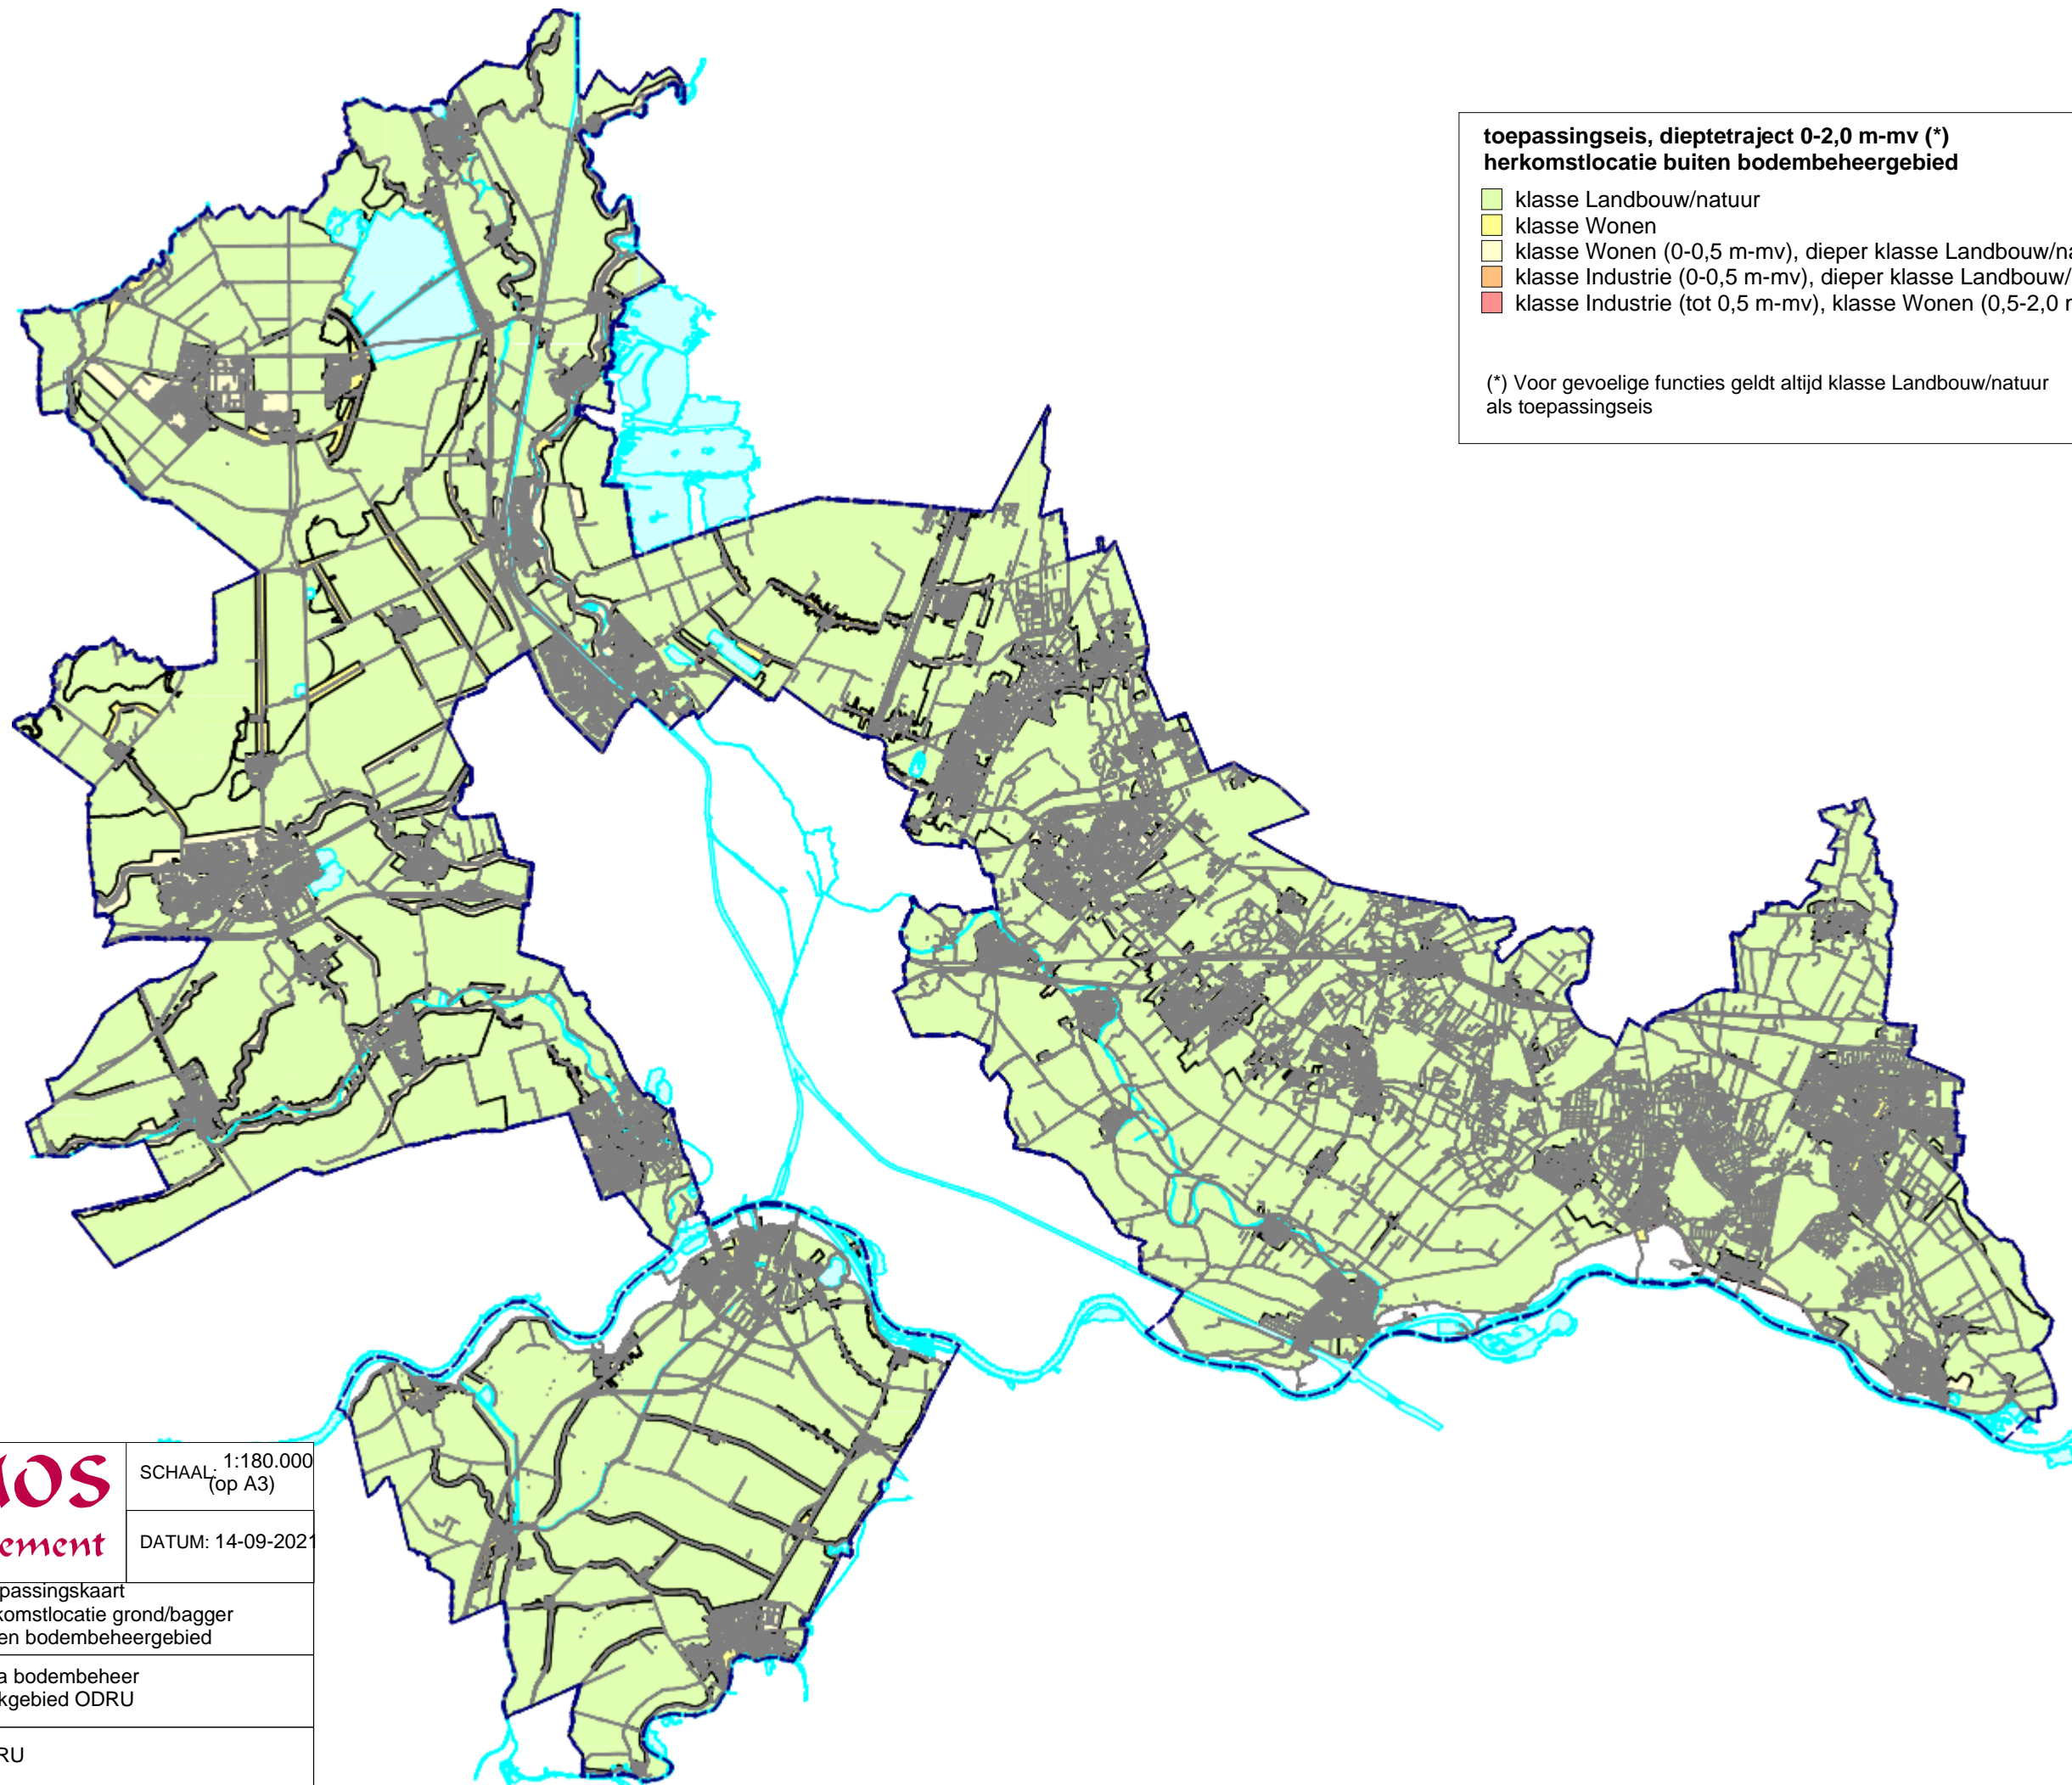 toepassingseis, dieptetraject 0-2,0 m-mv (*)
herkomstlocatie buiten bodembeheergebied
klasse Landbouw/natuur
klasse Wonen
klasse Wonen (0-0,5 m-mv), dieper klasse Landbouw/na
klasse Industrie (0-0,5 m-mv), dieper klasse Landbouw/
klasse Industrie (tot 0,5 m-mv), klasse Wonen (0,5-2,0 m
(*) Voor gevoelige functies geldt altijd klasse Landbouw/natuur
als toepassingseis
SCHAAL: 1:180.000
(op A3)
OS
ement
DATUM: 14-09-2021
passingskaart
komstlocatie grond/bagger
en bodembeheergebied
a bodembeheer
kgebied ODRU
RU